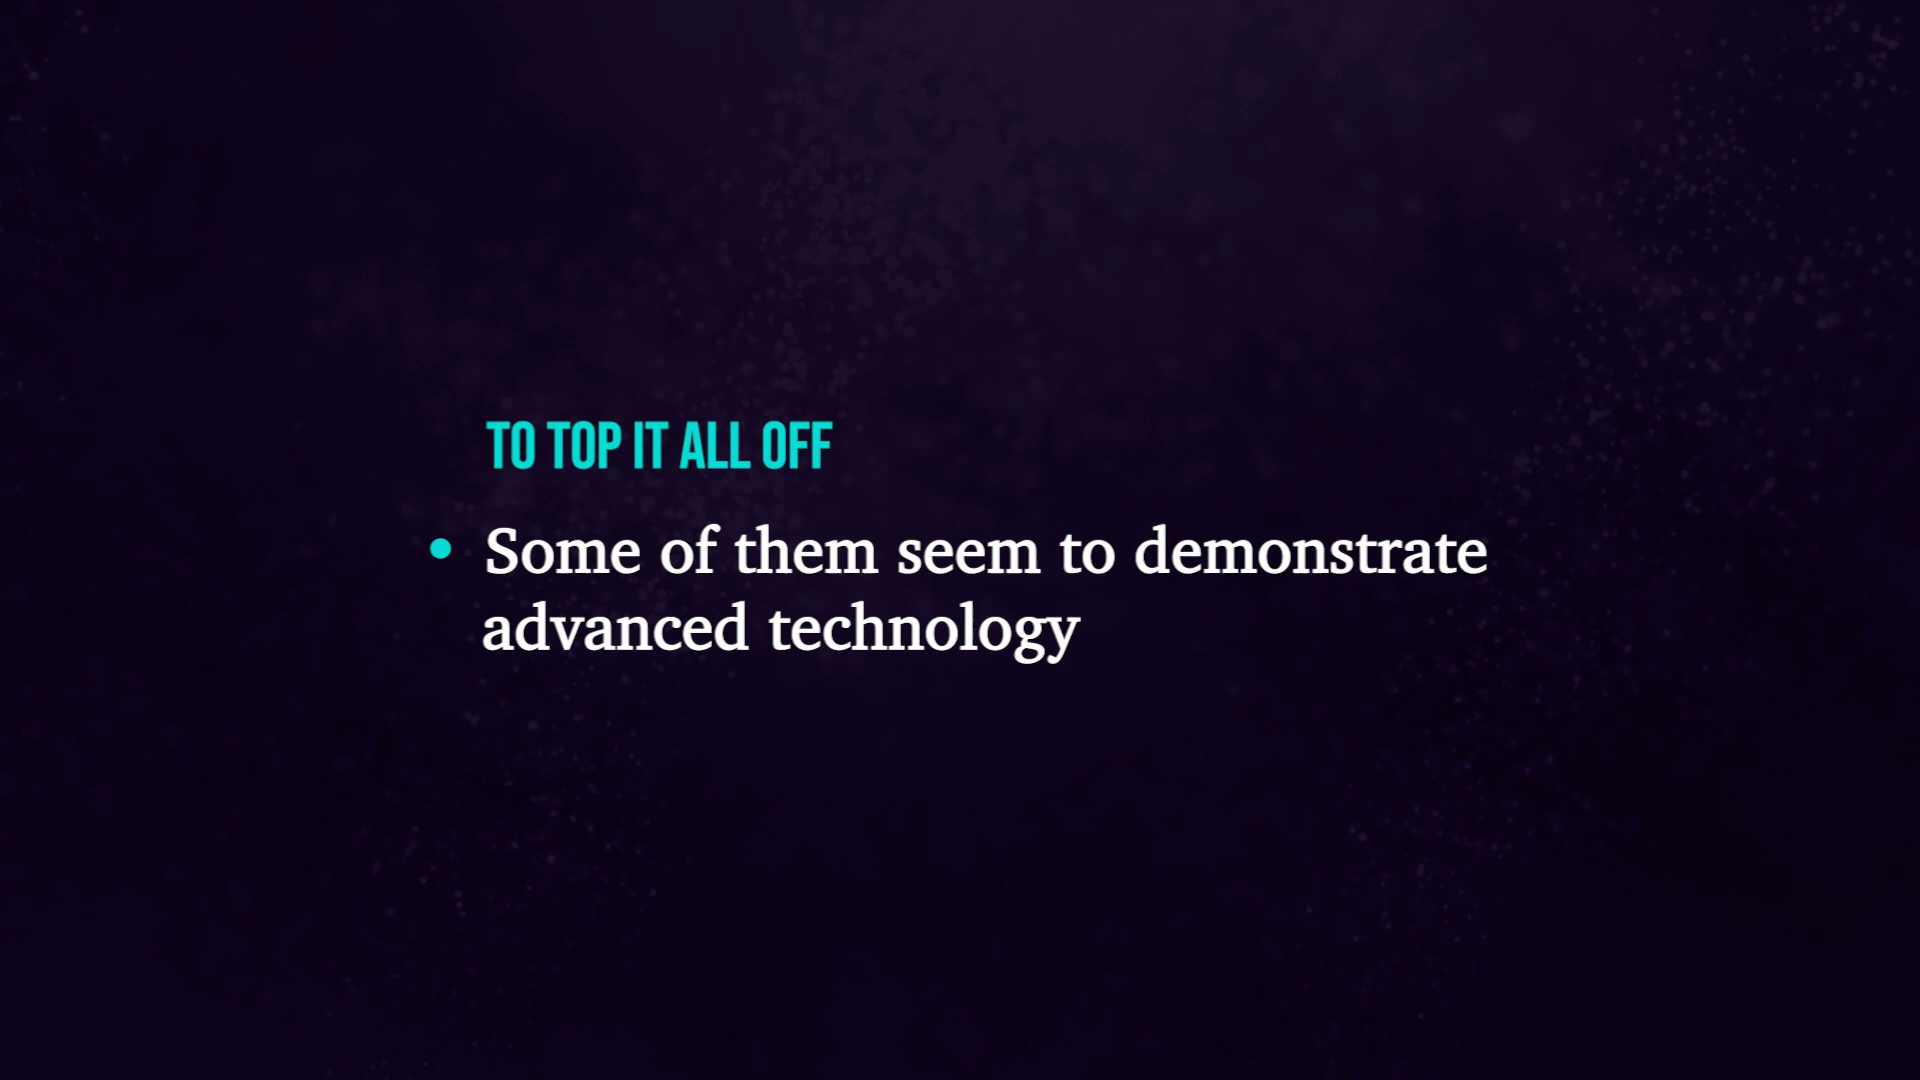 TO TOP IT ALL OFF
• Some of them seem to demonstrate
advanced technology